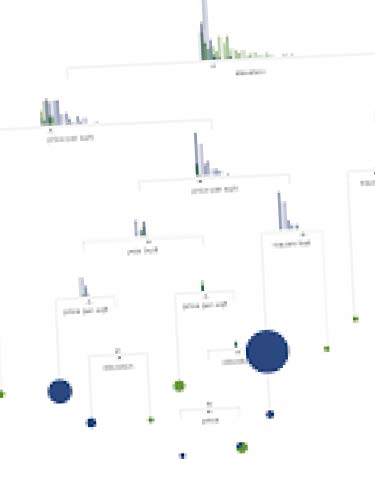 elevation
price per sqft
price per sqft
year built
square feet
price per sqft
price per sqft
elevation
price